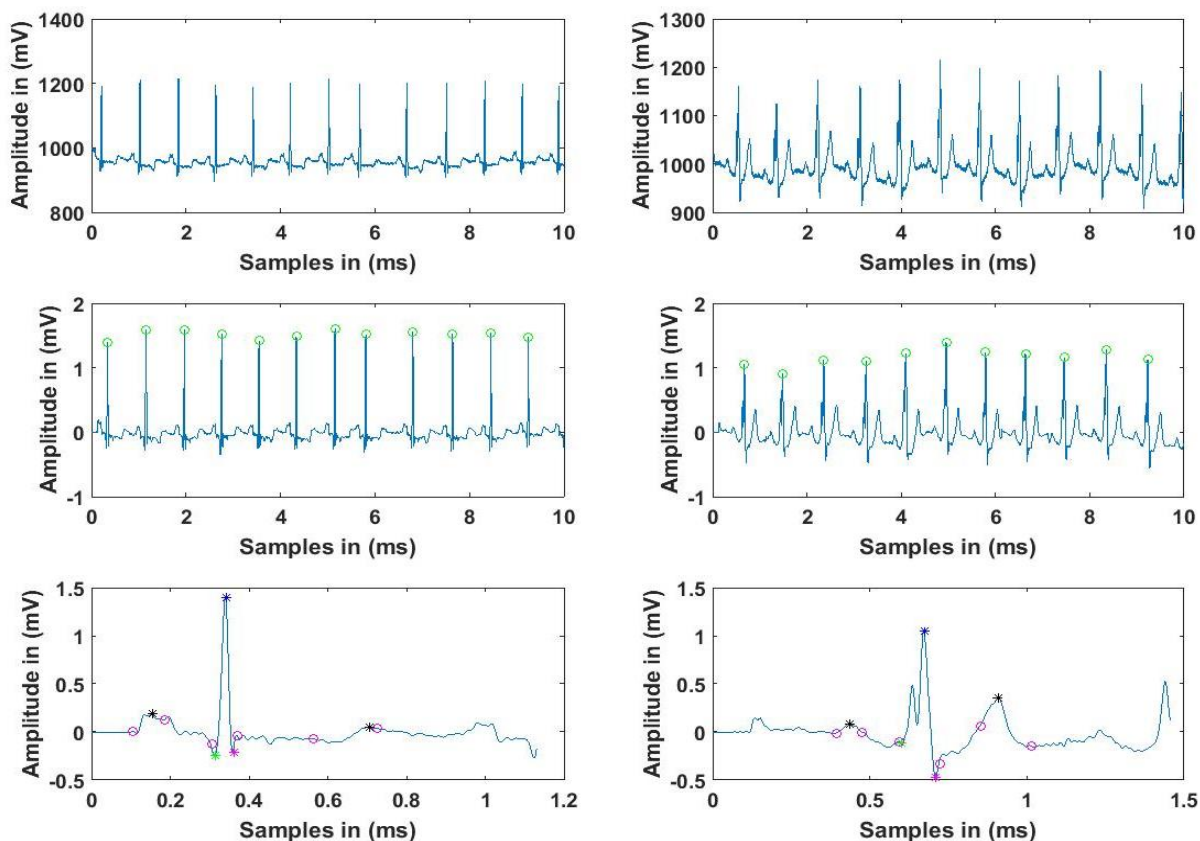 Amplitude in (mV)
1400
1200
1000
800
0 2 4 6 8 10
Samples in (ms)
Amplitude in (mV)
1300
1200
1100
1000
900
0 2 4 6 8 10
Samples in (ms)
Amplitude in (mV)
2
1
0
-1
0 2 4 6 8 10
Samples in (ms)
Amplitude in (mV)
2
1
0
-1
0 2 4 6 8 10
Samples in (ms)
Amplitude in (mV)
1.5
1
0.5
0
-0.5
0 0.2 0.4 0.6 0.8 1 1.2
Samples in (ms)
Amplitude in (mV)
1.5
1
0.5
0
-0.5
0 0.5 1 1.5
Samples in (ms)